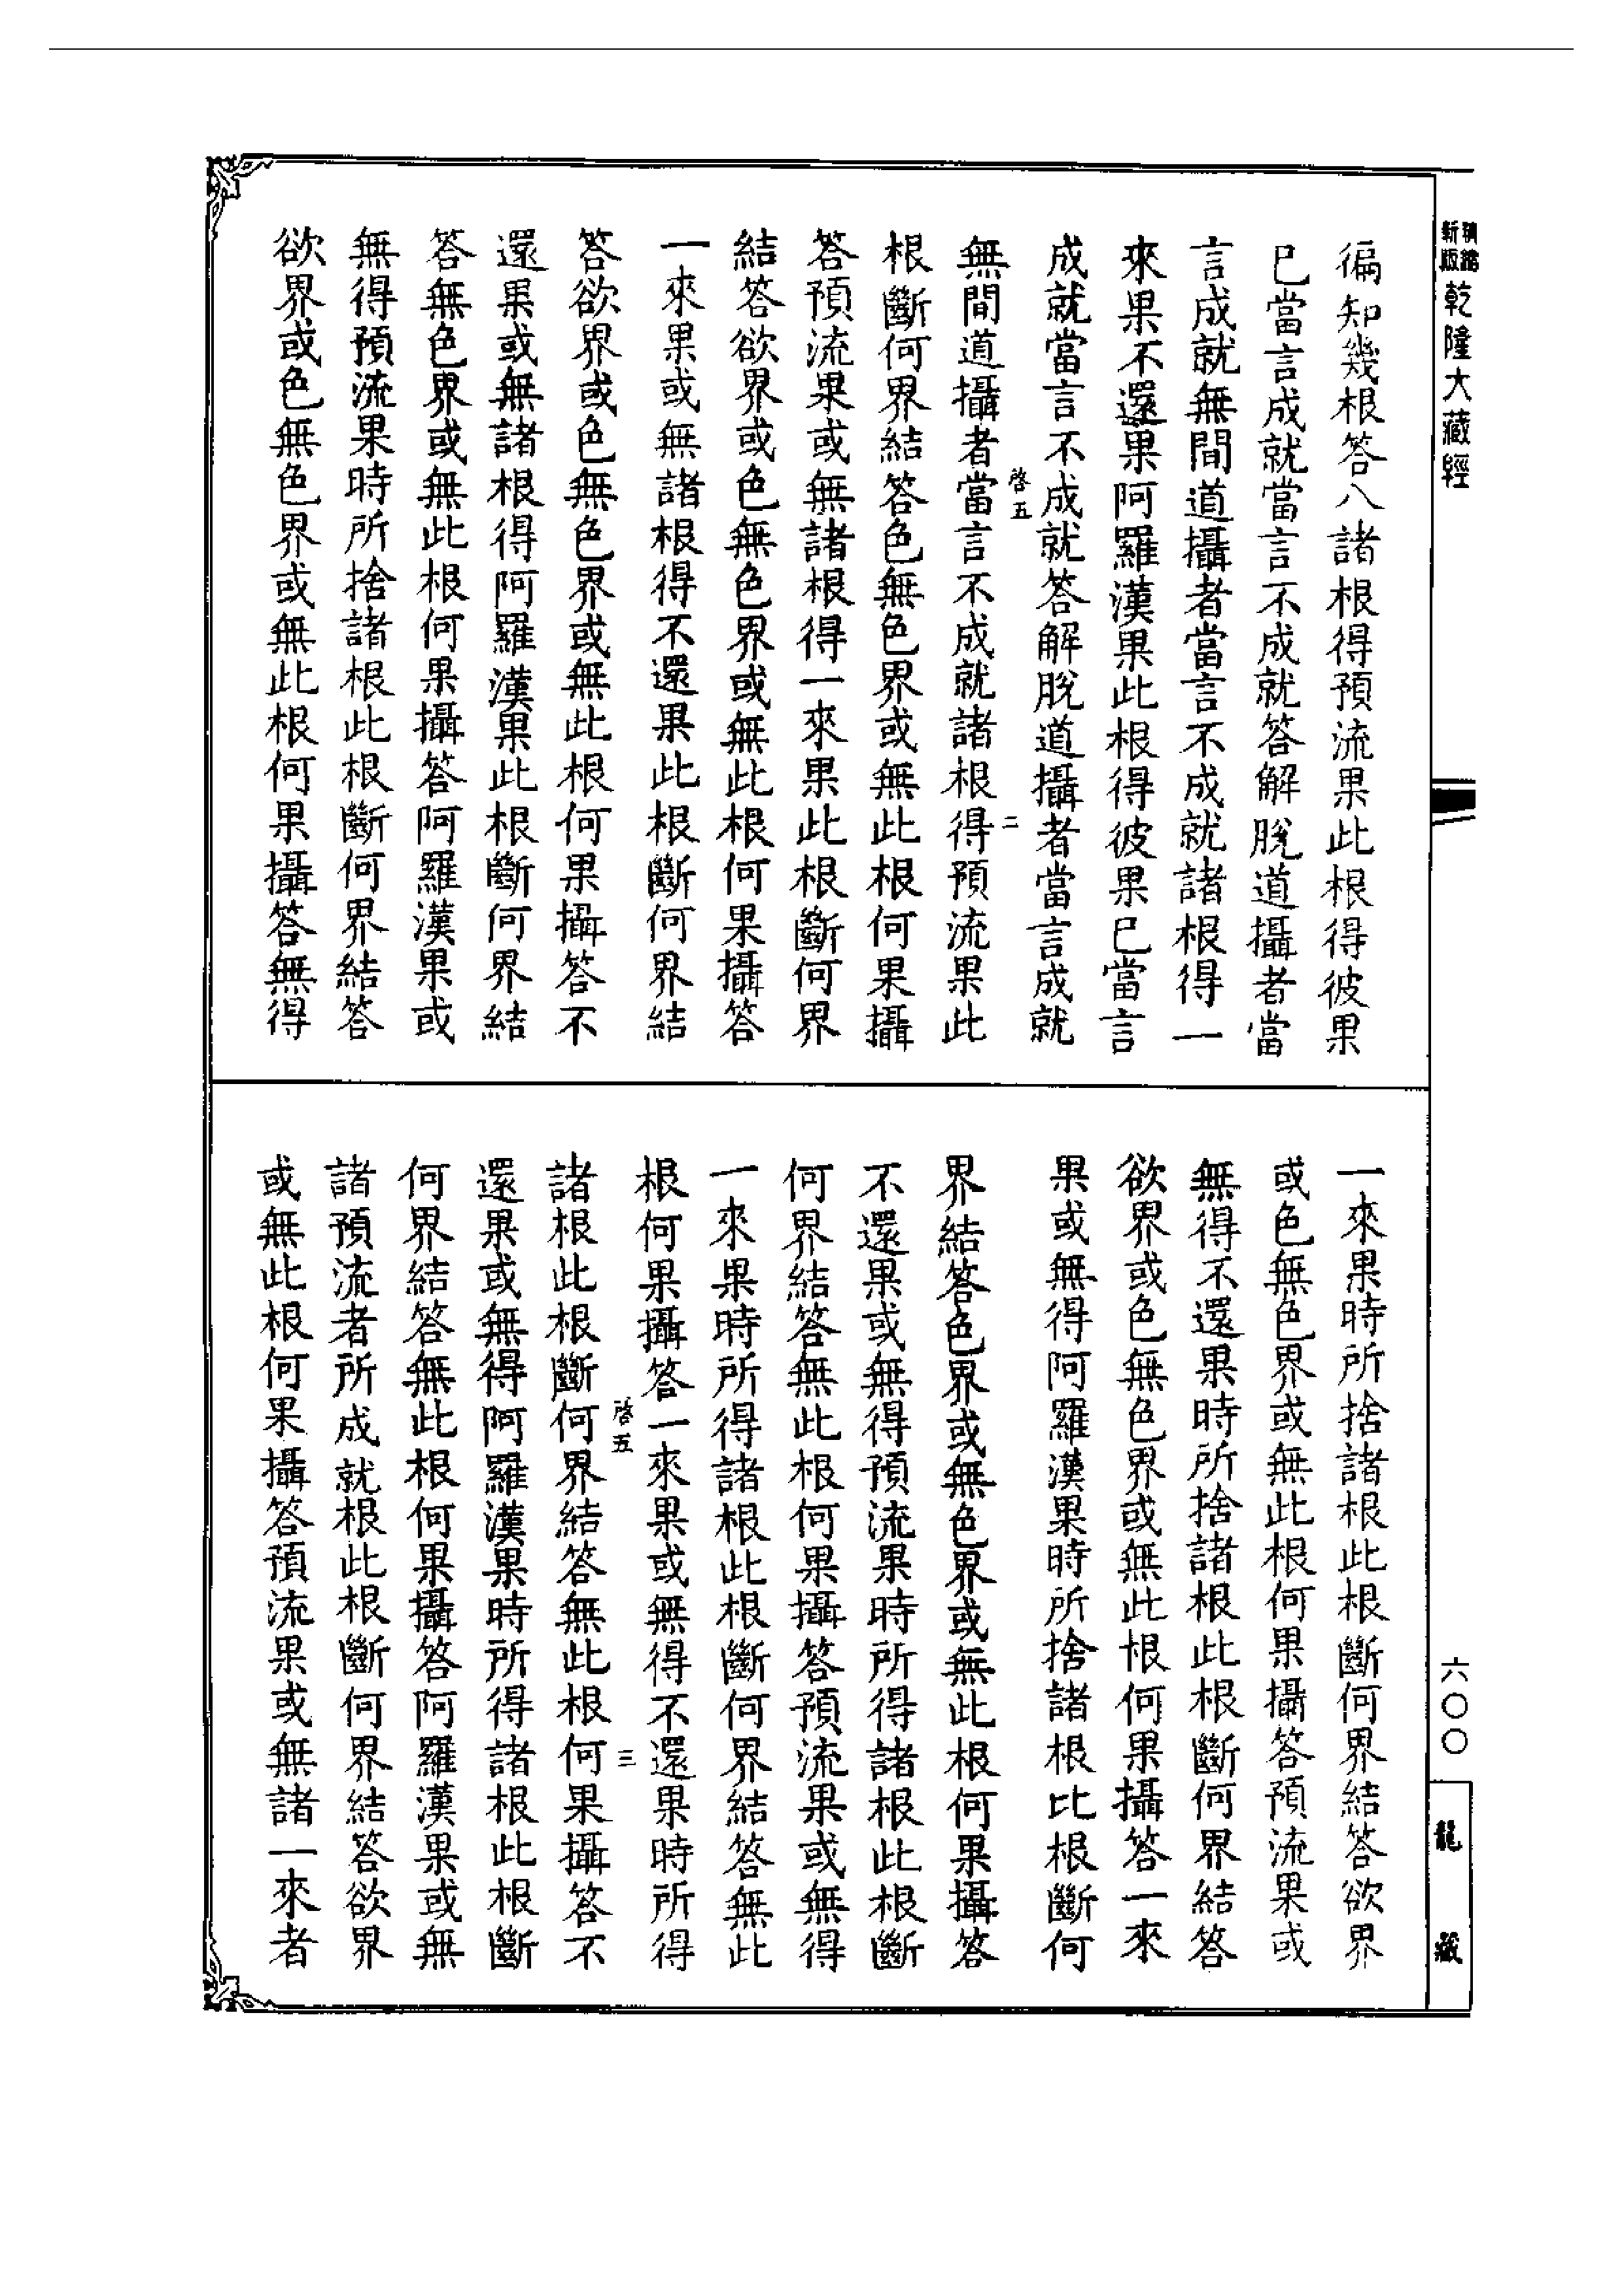 新版
精縮
乾隆大藏經
六〇〇
龍藏
徧知幾根答八諸根得預流果此根得彼果
已當言成就當言不成就答解脫道攝者當
言成就無間道攝者當言不成就諸根得一
來果不還果阿羅漢果此根得彼果已當言
成就當言不成就答解脫道攝者當言成就
啓五
二
無間道攝者當言不成就諸根得預流果此
根斷何界結答色無色界或無此根何果攝
答預流果或無諸根得一來果此根斷何界
結答欲界或色無色界或無此根何果攝答
一來果或無諸根得不還果此根斷何界結
答欲界或色無色界或無此根何果攝答不
還果或無諸根得阿羅漢果此根斷何界結
答無色界或無此根何果攝答阿羅漢果或
無得預流果時所捨諸根此根斷何界結答
欲界或色無色界或無此根何果攝答無得
一來果時所捨諸根此根斷何界結答欲界
或色無色界或無此根何果攝答預流果或
無得不還果時所捨諸根此根斷何界結答
欲界或色無色界或無此恨何果攝答一來
果或無得阿羅漢果時所捨諸根比根斷何
界結答色界或無色界或無此根何果攝答
不還果或無得預流果時所得諸根此根斷
何界結答無此根何果攝答預流果或無得
一來果時所得諸根此根斷何界結答無此
根何果攝答一來果或無得不還果時所得
啓五
三
諸根此根斷何界結答無此根何果攝答不
還果或無得阿羅漢果時所得諸根此根斷
何界結答無此根何果攝答阿羅漢果或無
諸預流者所成就根此根斷何界結答欲界
或無此根何果攝答預流果或無諸一來者